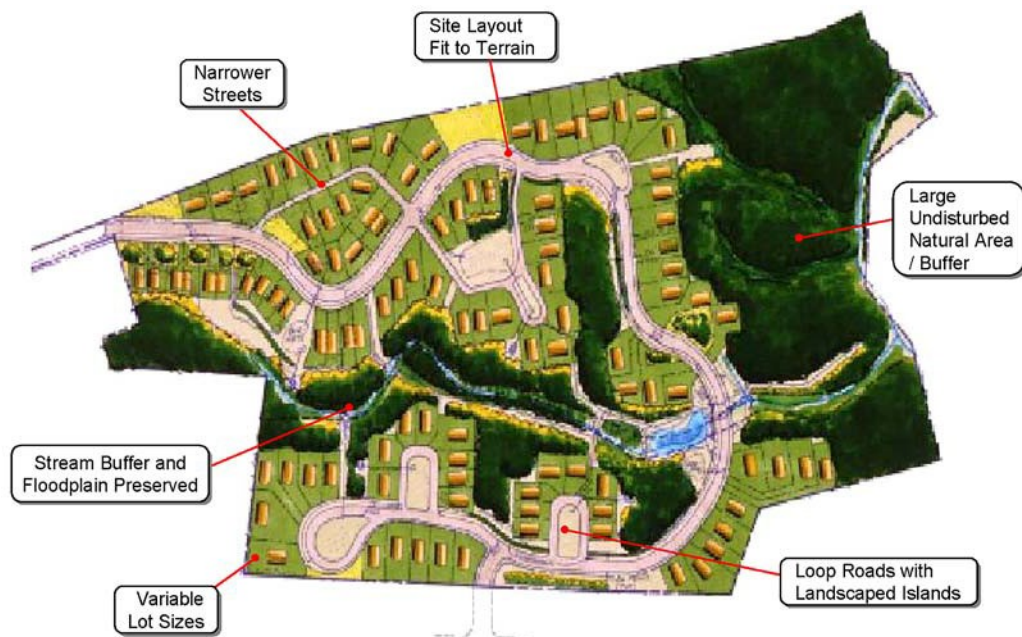 Site Layout
Fit to Terrain
Narrower
Streets
Large
Undisturbed
Natural Area
/ Buffer
Stream Buffer and
Floodplain Preserved
Variable
Lot Sizes
Loop Roads with
Landscaped Islands